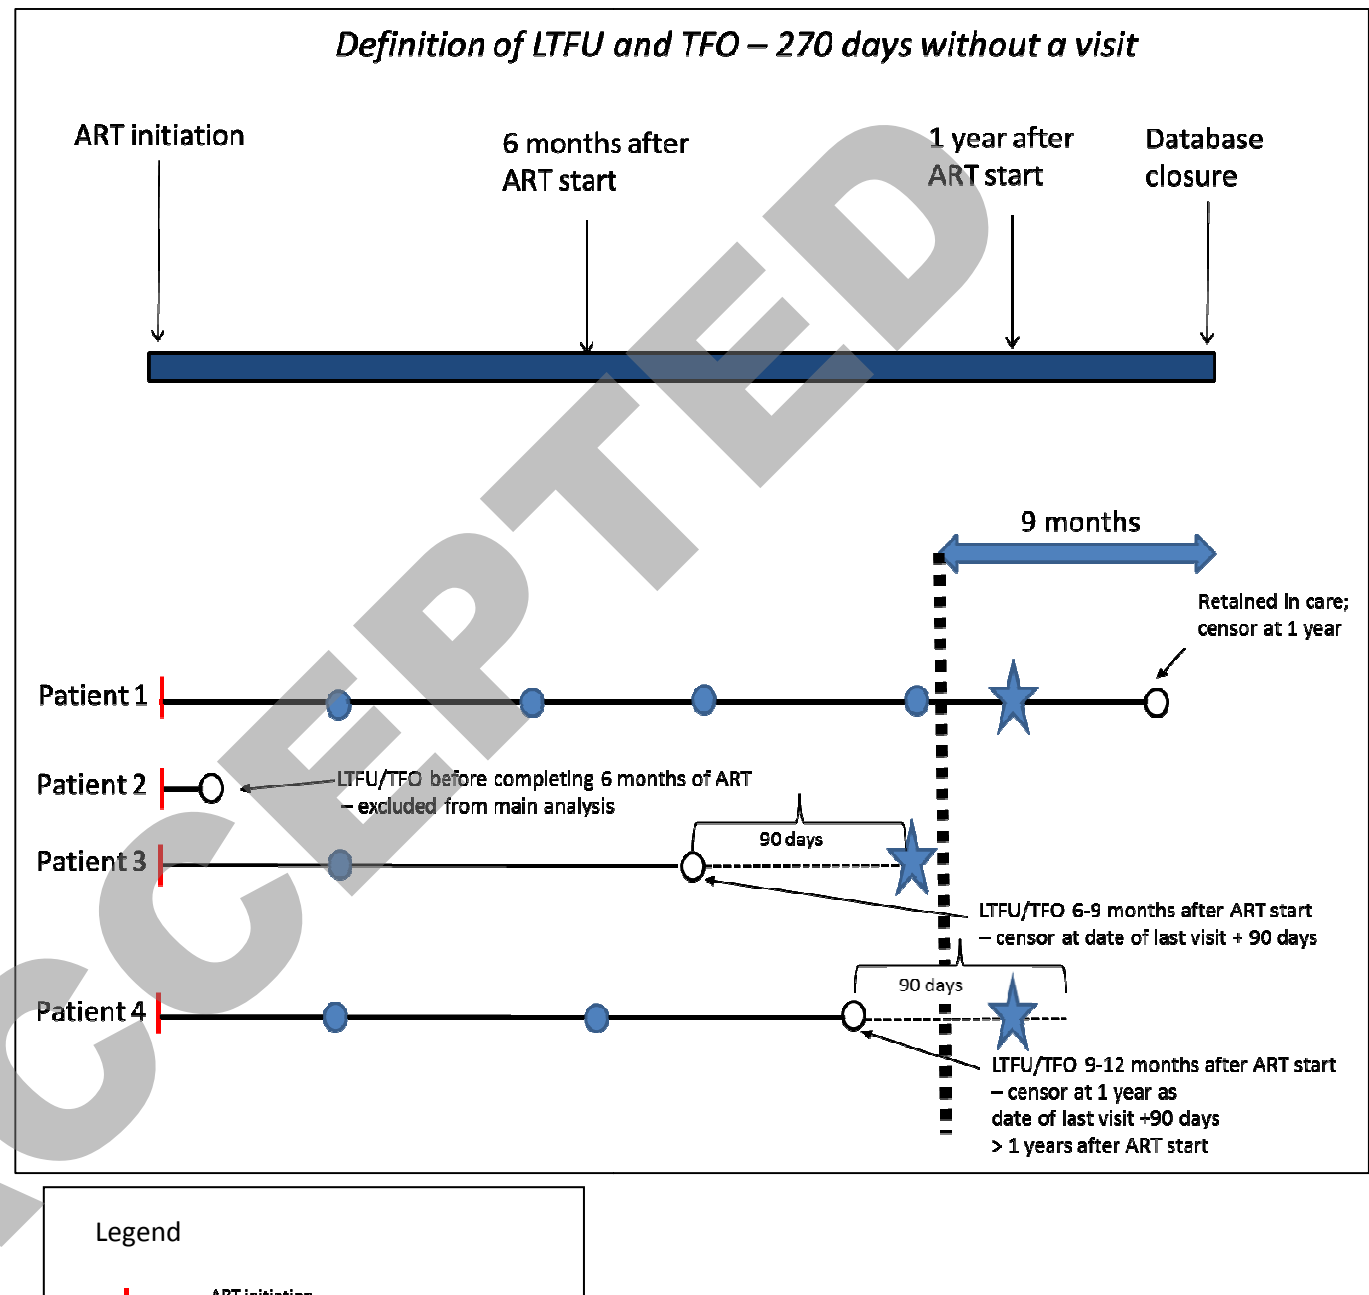 Definition of LTFU and TFO – 270 days without a visit
ART initiation
6 months after
ART start
1 year after
ART start
Database
closure
9 months
Retained in care;
censor at 1 year
Patient 1
Patient 2
LTFU/TFO before completing 6 months of ART
– excluded from main analysis
90 days
Patient 3
LTFU/TFO 6-9 months after ART start
– censor at date of last visit + 90 days
90 days
Patient 4
LTFU/TFO 9-12 months after ART start
– censor at 1 year as
date of last visit +90 days
> 1 years after ART start
Legend
ART initiation
ACCEPTED